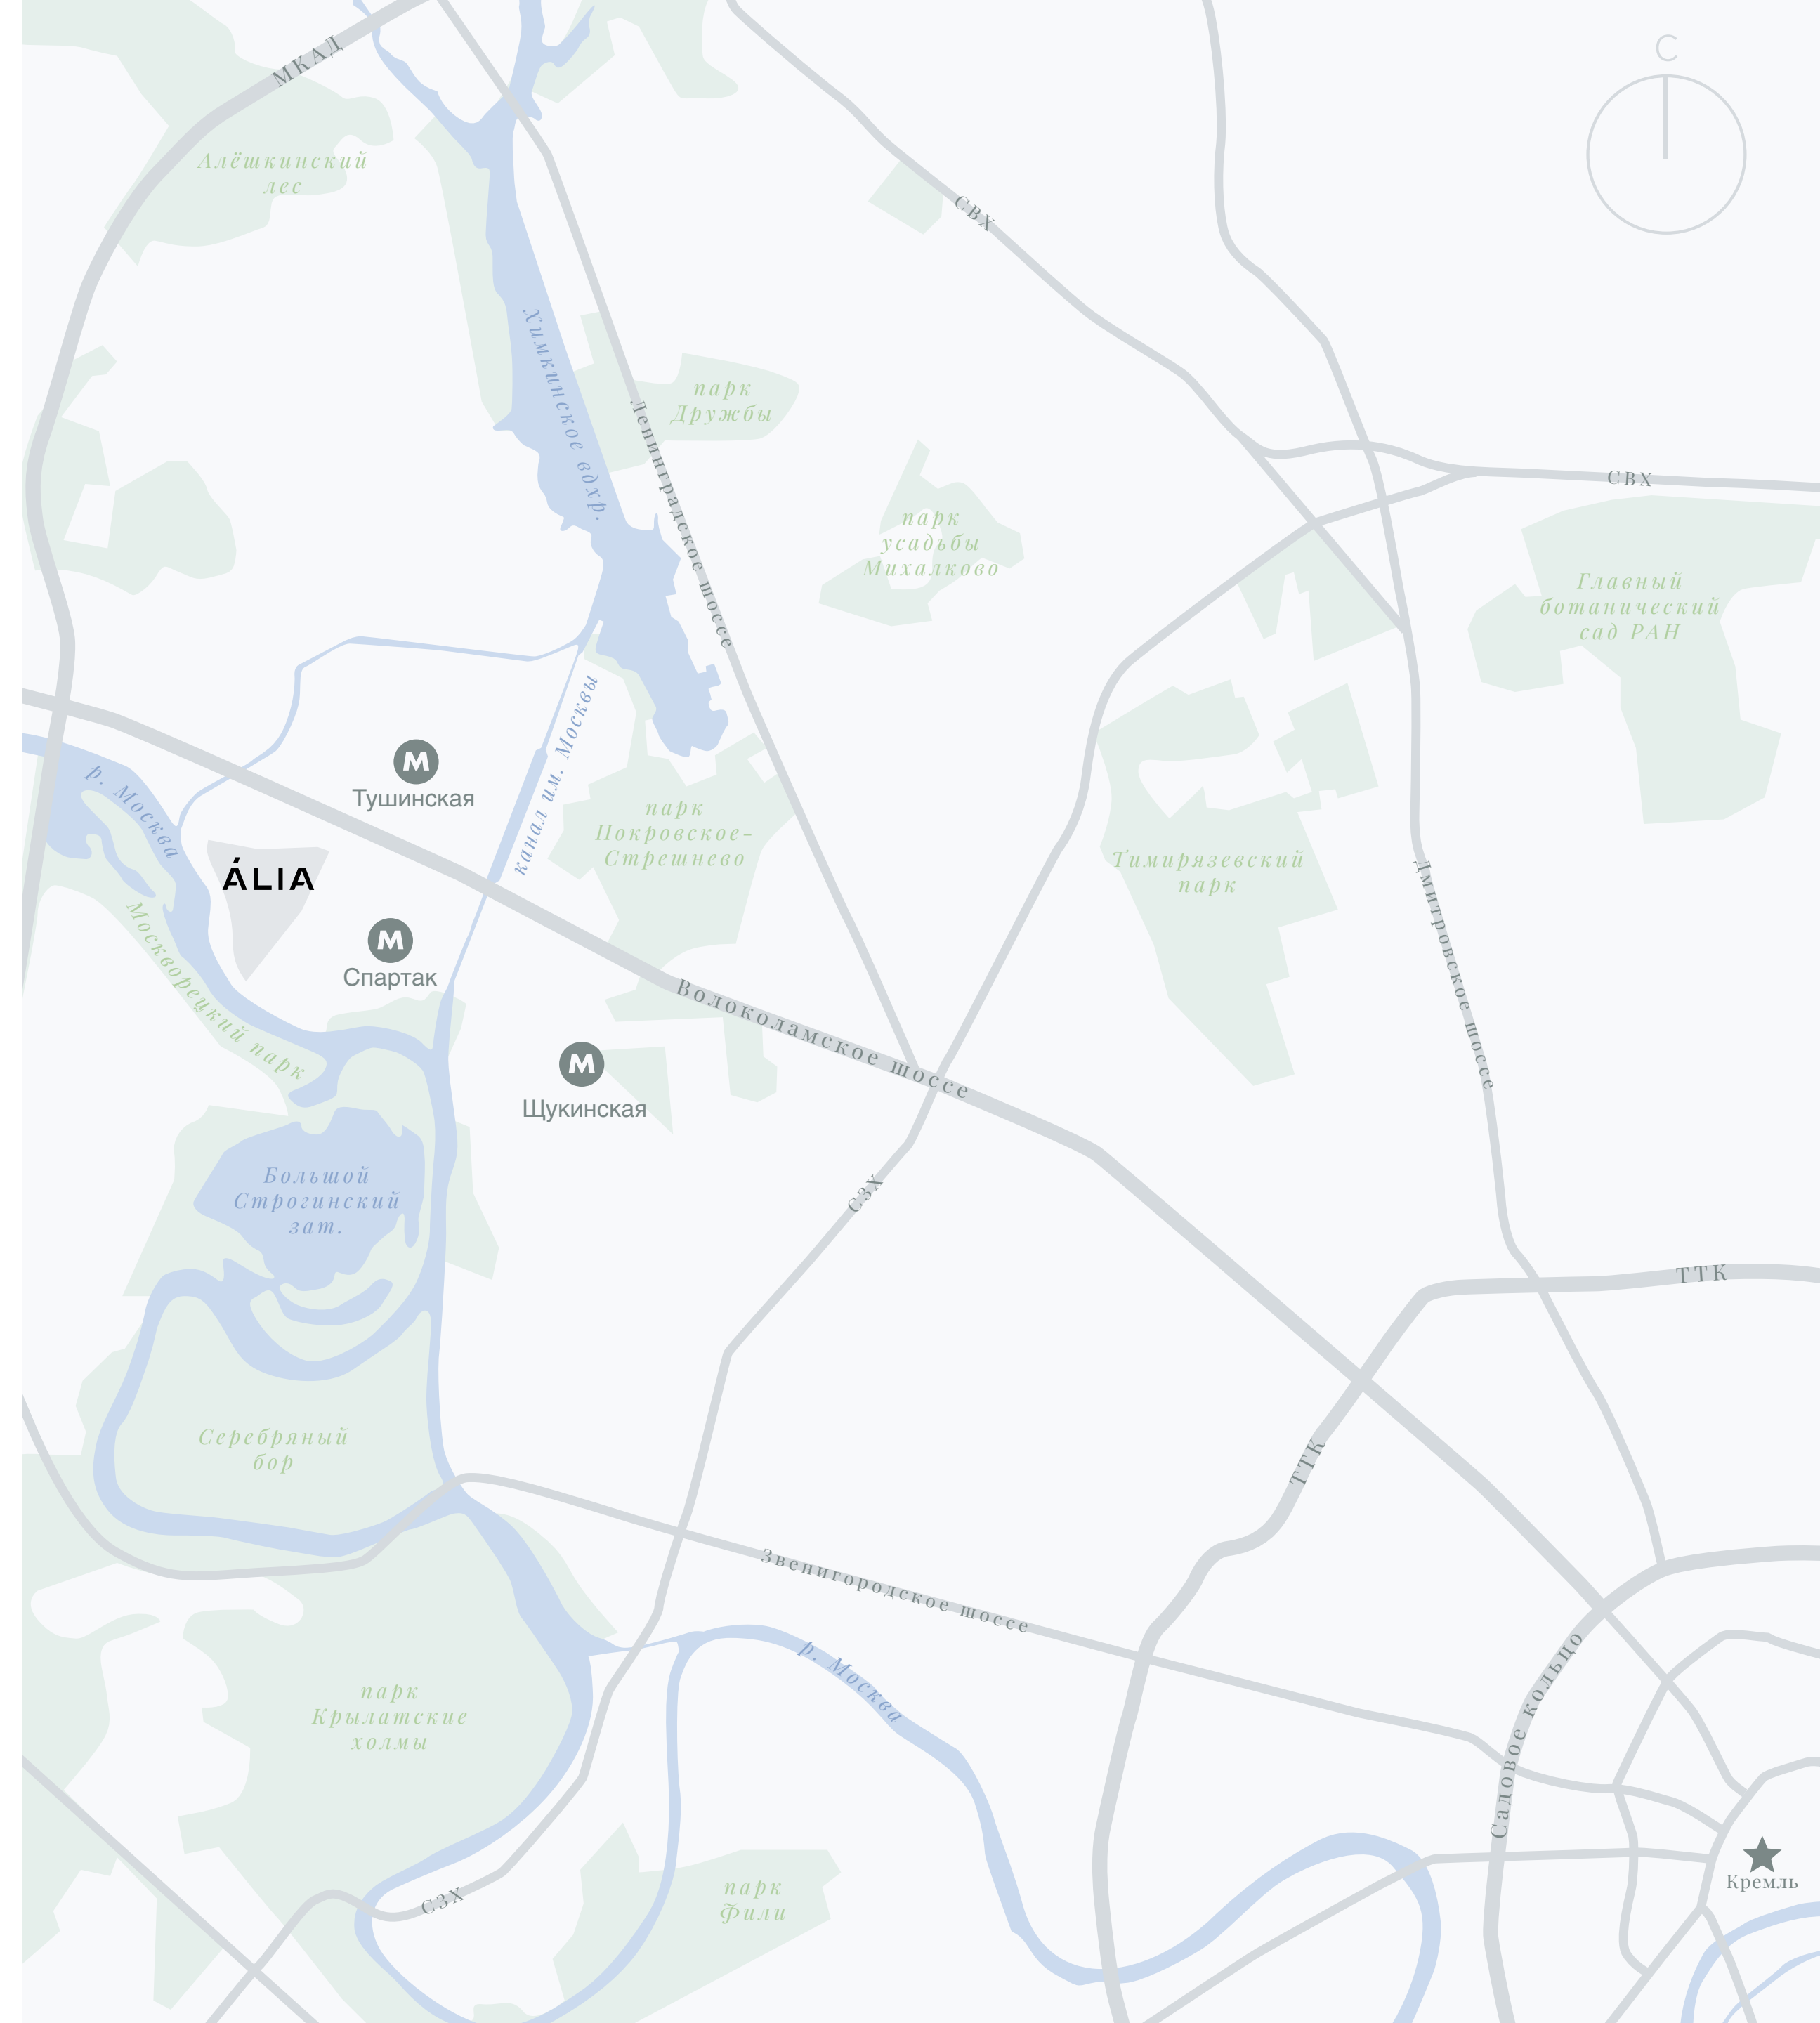 С
МКАД
Алёшкинский
лес
СВХ
Химкинское вдхр.
парк
Дружбы
Ленинградское шоссе
СВХ
парк
усадьбы
Михалково
Главный
ботанический
сад РАН
р. Москва
Тушинская
канал им. Москвы
парк
Покровское-
Стрешнево
Тимирязевский
парк
ÁLIA
Дмитровское шоссе
Москворецкий парк
Спартак
Волоколамское шоссе
Щукинская
Большой
Строгинский
зат.
СЗХ
ТТК
Серебряный
бор
ТТК
Звенигородское шоссе
р. Москва
Садовое кольцо
парк
Крылатские
холмы
СЗХ
парк
Фили
Кремль